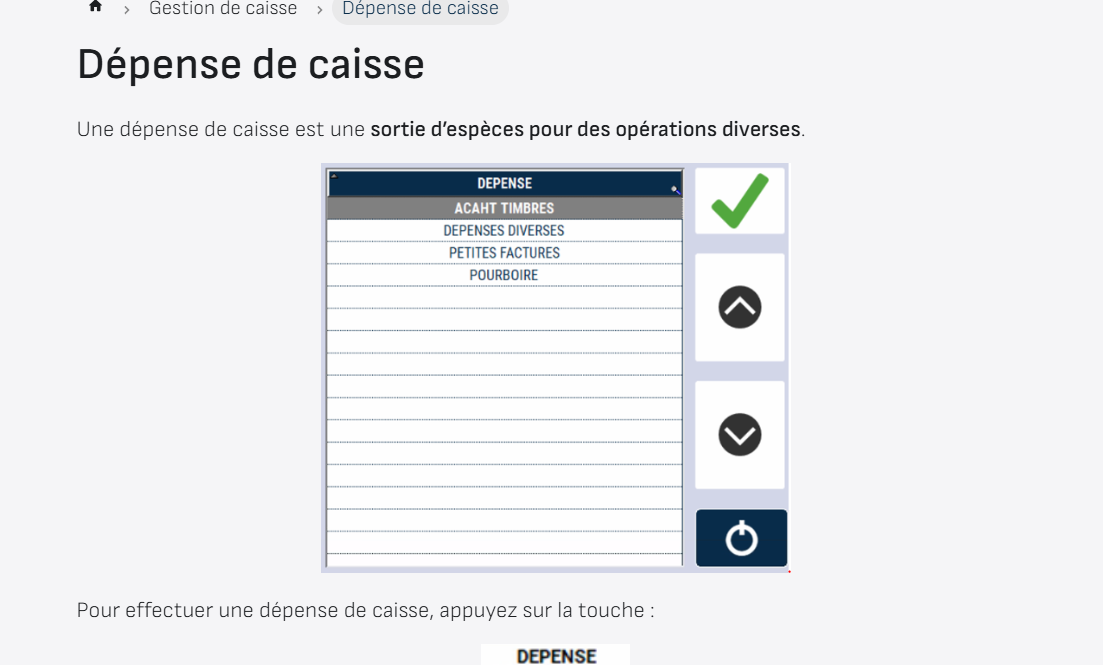 Gestion de caisse › Dépense de caisse
Dépense de caisse
Une dépense de caisse est une sortie d'espèces pour des opérations diverses.
DEPENSE
ACAHT TIMBRES
DEPENSES DIVERSES
PETITES FACTURES
POURBOIRE
Pour effectuer une dépense de caisse, appuyez sur la touche :
DEPENSE